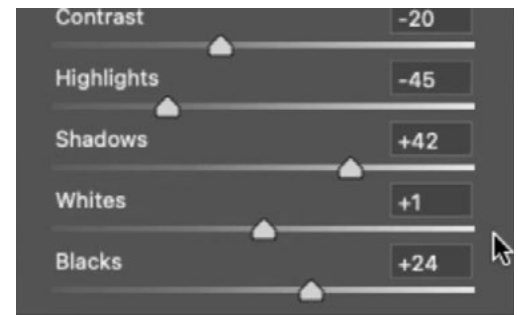 Contrast -20
Highlights -45
Shadows +42
Whites +1
Blacks +24